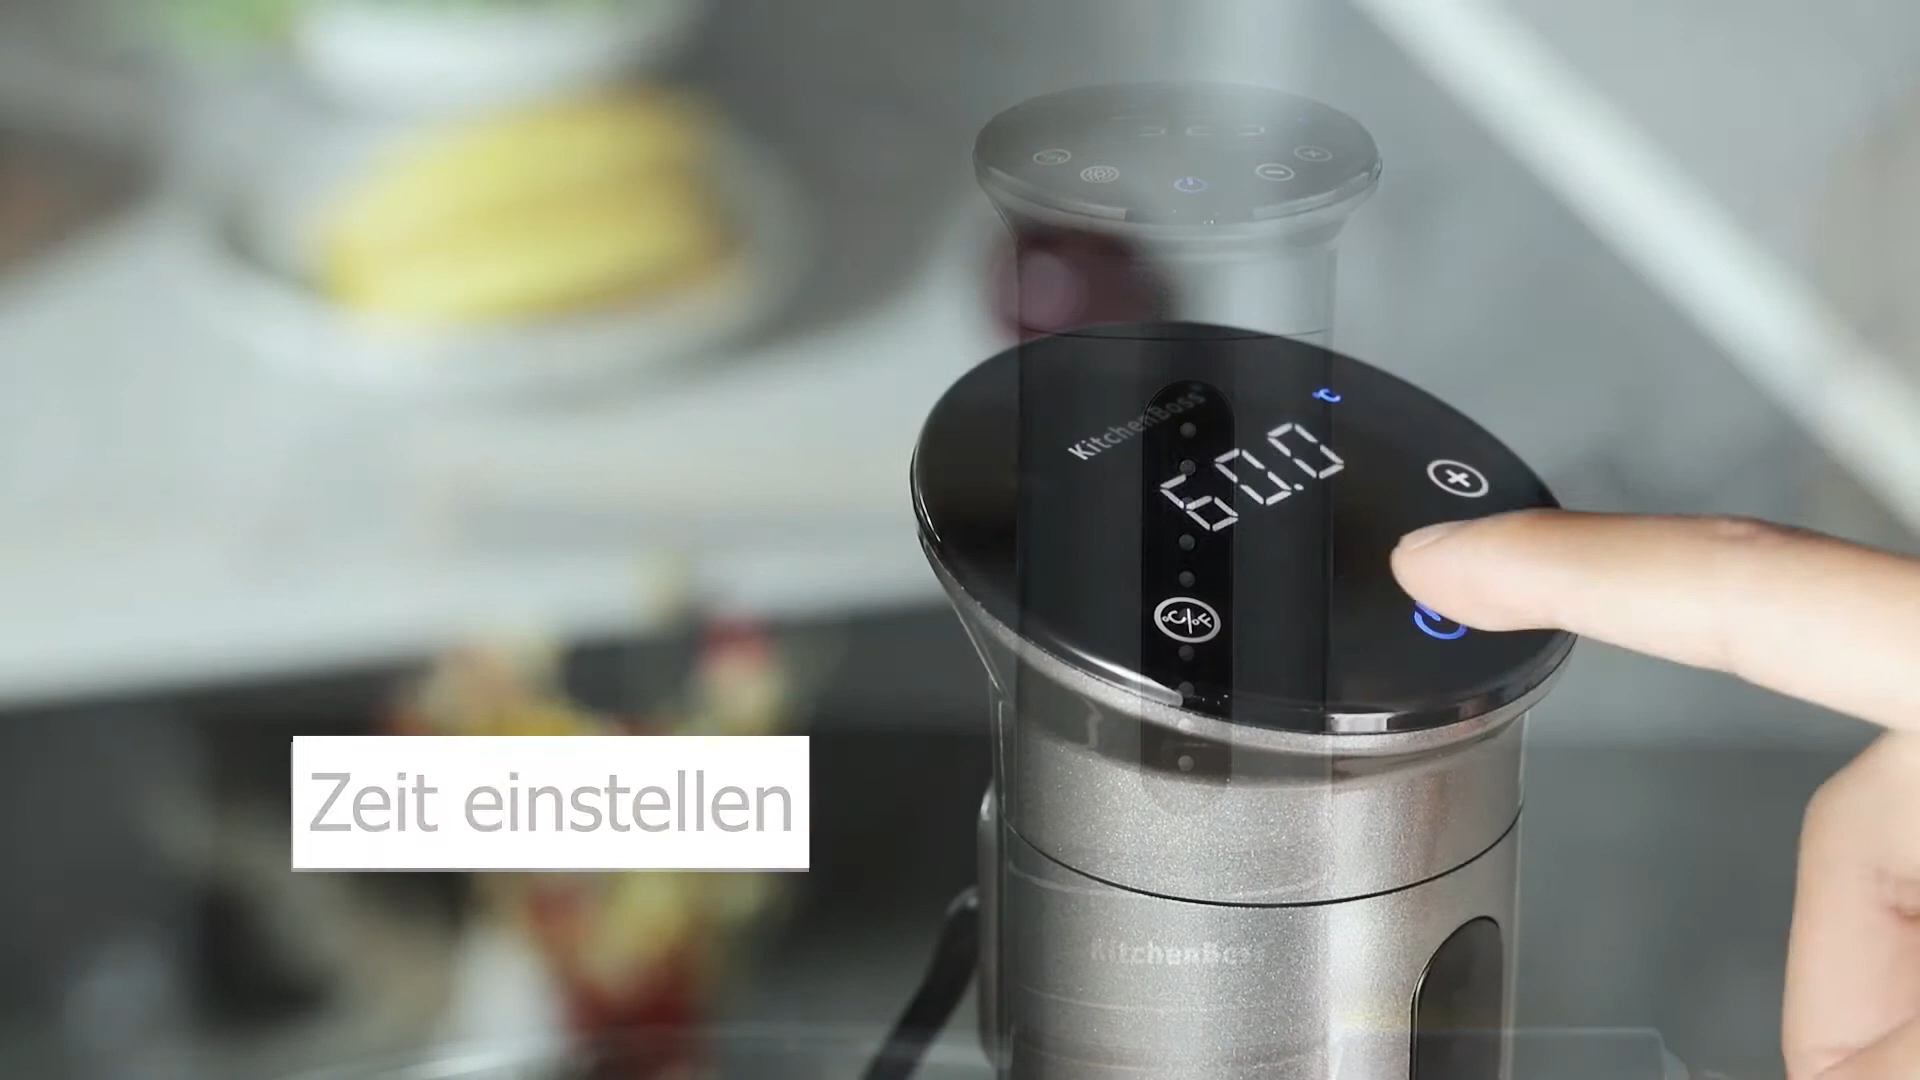 KitchenBoss
°C
60.0
°C/°F
Zeit einstellen
KitchenBoss